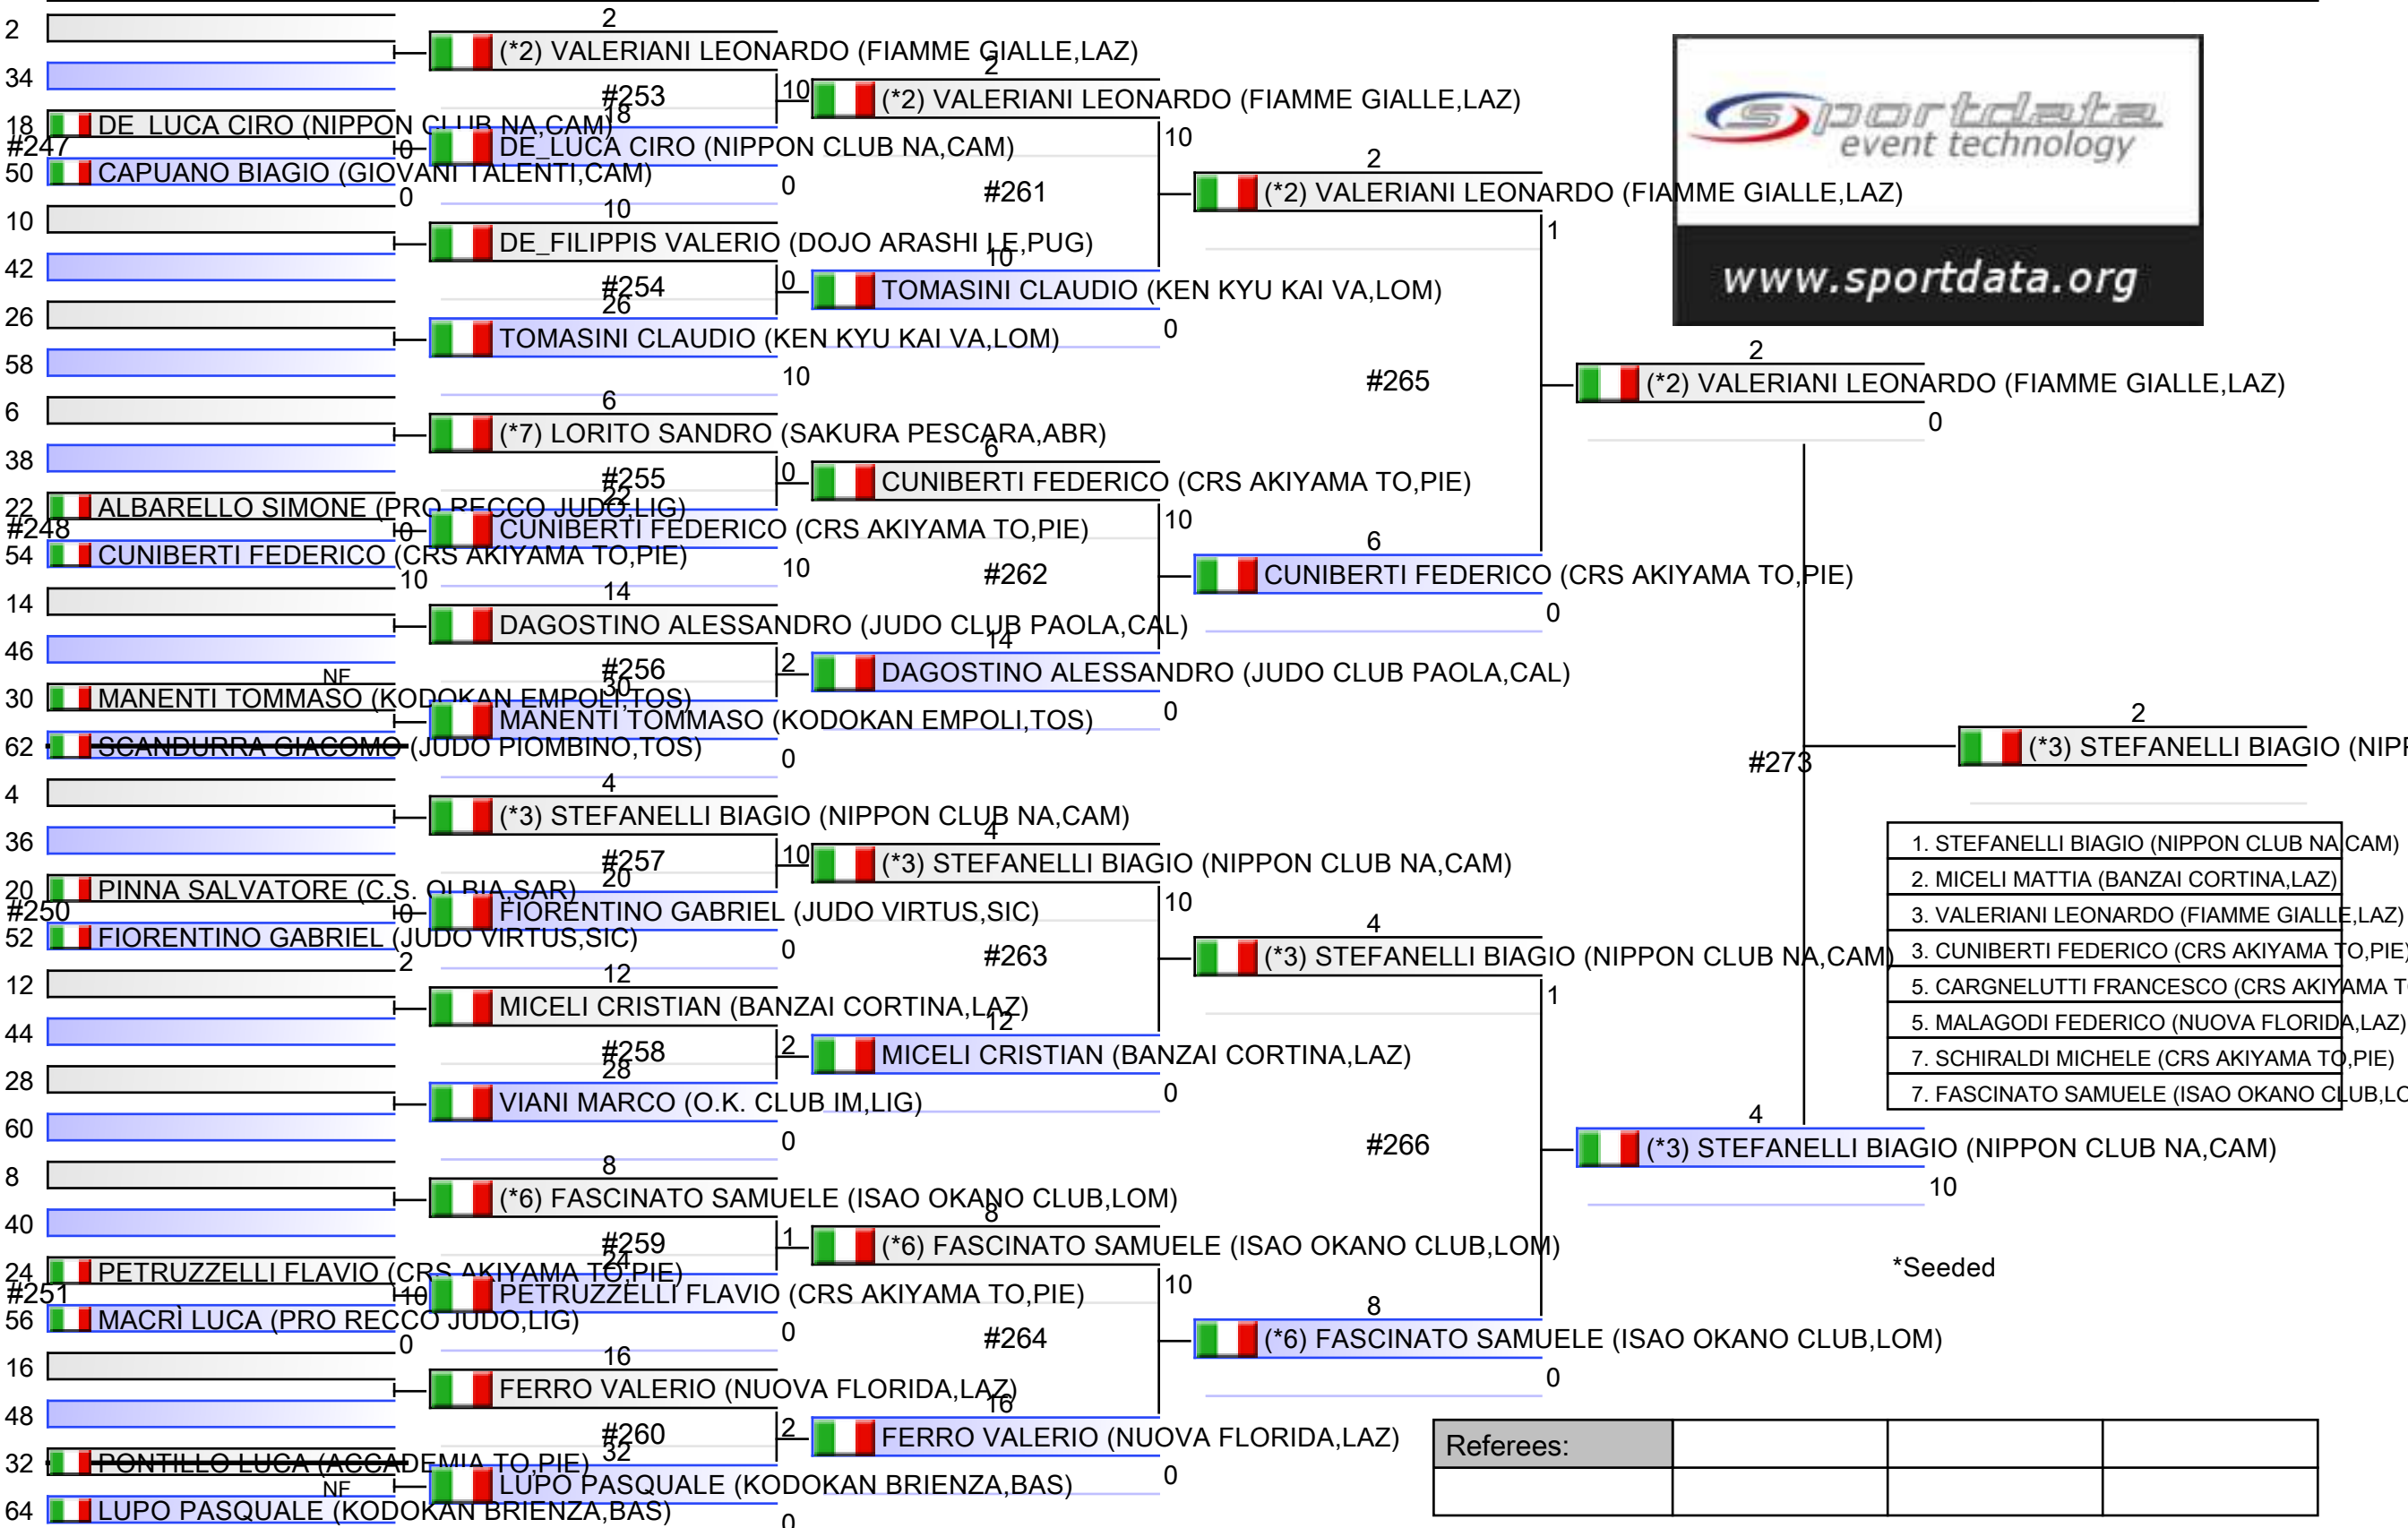 2
2
(*2) VALERIANI LEONARDO (FIAMME GIALLE,LAZ)
34
2
#253
10
(*2) VALERIANI LEONARDO (FIAMME GIALLE,LAZ)
18
18
DE_LUCA CIRO (NIPPON CLUB NA,CAM)
10
#247
0
DE_LUCA CIRO (NIPPON CLUB NA,CAM)
50
CAPUANO BIAGIO (GIOVANI TALENTI,CAM)
0
0
#261
2
(*2) VALERIANI LEONARDO (FIAMME GIALLE,LAZ)
sportdata
event technology
www.sportdata.org
10
10
DE_FILIPPIS VALERIO (DOJO ARASHI LE,PUG)
1
42
10
#254
0
TOMASINI CLAUDIO (KEN KYU KAI VA,LOM)
26
26
TOMASINI CLAUDIO (KEN KYU KAI VA,LOM)
0
58
10
#265
2
(*2) VALERIANI LEONARDO (FIAMME GIALLE,LAZ)
0
6
6
(*7) LORITO SANDRO (SAKURA PESCARA,ABR)
38
6
#255
0
CUNIBERTI FEDERICO (CRS AKIYAMA TO,PIE)
22
22
ALBARELLO SIMONE (PRO RECCO JUDO,LIG)
10
#248
0
CUNIBERTI FEDERICO (CRS AKIYAMA TO,PIE)
54
CUNIBERTI FEDERICO (CRS AKIYAMA TO,PIE)
10
10
#262
6
CUNIBERTI FEDERICO (CRS AKIYAMA TO,PIE)
0
14
14
DAGOSTINO ALESSANDRO (JUDO CLUB PAOLA,CAL)
46
14
NF
#256
2
DAGOSTINO ALESSANDRO (JUDO CLUB PAOLA,CAL)
30
30
MANENTI TOMMASO (KODOKAN EMPOLI,TOS)
MANENTI TOMMASO (KODOKAN EMPOLI,TOS)
0
62
SCANDURRA GIACOMO (JUDO PIOMBINO,TOS)
0
#273
2
(*3) STEFANELLI BIAGIO (NIP
4
4
(*3) STEFANELLI BIAGIO (NIPPON CLUB NA,CAM)
36
4
#257
10
(*3) STEFANELLI BIAGIO (NIPPON CLUB NA,CAM)
20
20
PINNA SALVATORE (C.S. OLBIA,SAR)
10
#250
0
FIORENTINO GABRIEL (JUDO VIRTUS,SIC)
52
FIORENTINO GABRIEL (JUDO VIRTUS,SIC)
2
0
#263
4
(*3) STEFANELLI BIAGIO (NIPPON CLUB NA,CAM)
1
1. STEFANELLI BIAGIO (NIPPON CLUB NA,CAM)
2. MICELI MATTIA (BANZAI CORTINA,LAZ)
3. VALERIANI LEONARDO (FIAMME GIALLE,LAZ)
3. CUNIBERTI FEDERICO (CRS AKIYAMA TO,PIE)
5. CARGNELUTTI FRANCESCO (CRS AKIYAMA T
5. MALAGODI FEDERICO (NUOVA FLORIDA,LAZ)
7. SCHIRALDI MICHELE (CRS AKIYAMA TO,PIE)
7. FASCINATO SAMUELE (ISAO OKANO CLUB,LO
12
12
MICELI CRISTIAN (BANZAI CORTINA,LAZ)
44
12
#258
2
MICELI CRISTIAN (BANZAI CORTINA,LAZ)
28
28
VIANI MARCO (O.K. CLUB IM,LIG)
0
60
0
#266
4
(*3) STEFANELLI BIAGIO (NIPPON CLUB NA,CAM)
10
8
8
(*6) FASCINATO SAMUELE (ISAO OKANO CLUB,LOM)
40
8
#259
1
(*6) FASCINATO SAMUELE (ISAO OKANO CLUB,LOM)
*Seeded
24
24
PETRUZZELLI FLAVIO (CRS AKIYAMA TO,PIE)
10
#251
10
PETRUZZELLI FLAVIO (CRS AKIYAMA TO,PIE)
56
MACRÌ LUCA (PRO RECCO JUDO,LIG)
0
0
#264
8
(*6) FASCINATO SAMUELE (ISAO OKANO CLUB,LOM)
0
16
16
FERRO VALERIO (NUOVA FLORIDA,LAZ)
48
16
#260
2
FERRO VALERIO (NUOVA FLORIDA,LAZ)
Referees:
32
32
PONTILLO LUCA (ACCADEMIA TO,PIE)
0
NF
LUPO PASQUALE (KODOKAN BRIENZA,BAS)
64
LUPO PASQUALE (KODOKAN BRIENZA,BAS)
0